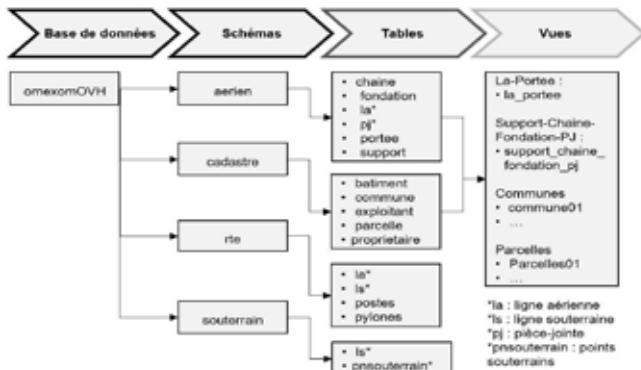 Base de données
Schémas
Tables
Vues
omexomOVH
aerien
cadastre
rte
souterrain
• chaine
• fondation
• la*
• pj*
• portee
• support
• batiment
• commune
• exploitant
• parcelle
• proprietaire
• la*
• ls*
• postes
• pylones
• ls*
• pnsouterrain*
La-Portee :
• la_portee
Support-Chaine-
Fondation-PJ :
• support_chaine_
fondation_pj
Communes
• commune01
• ...
Parcelles
• Parcelles01
• ...
*la : ligne aérienne
*ls : ligne souterraine
*pj : pièce-jointe
*pnsouterrain : points
souterrains